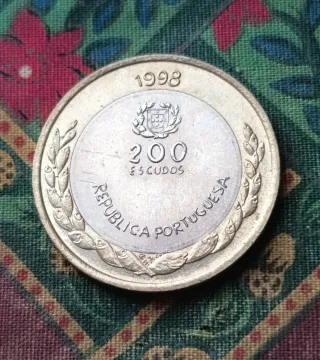 1998
200
ESCUDOS
REPUBLICA PORTUGUESA